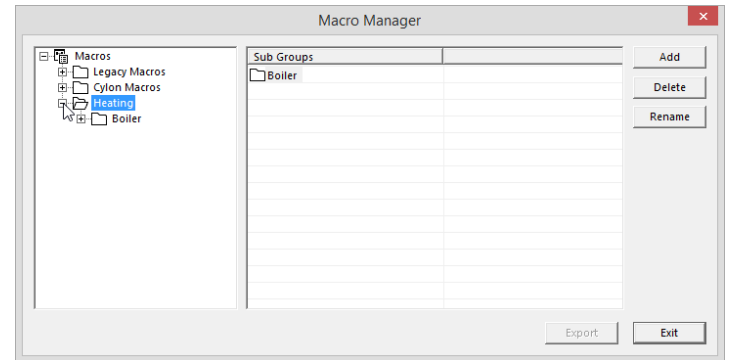 Macro Manager
Macros
Legacy Macros
Cylon Macros
Heating
Boiler
Sub Groups
Boiler
Add
Delete
Rename
Export
Exit